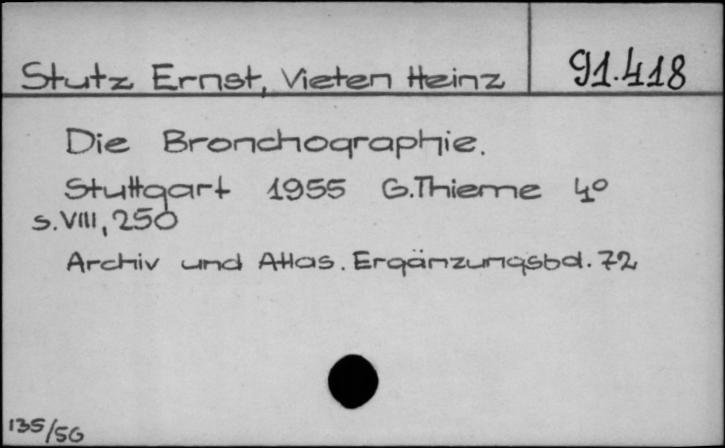 Stutz Ernst, Vieten Heinz
91.418
Die Bronchographie.
Stuttgart 1955 G.Thieme 4°
s.VIII, 250
Archiv und Atlas. Ergänzungsbd. 72
135/56